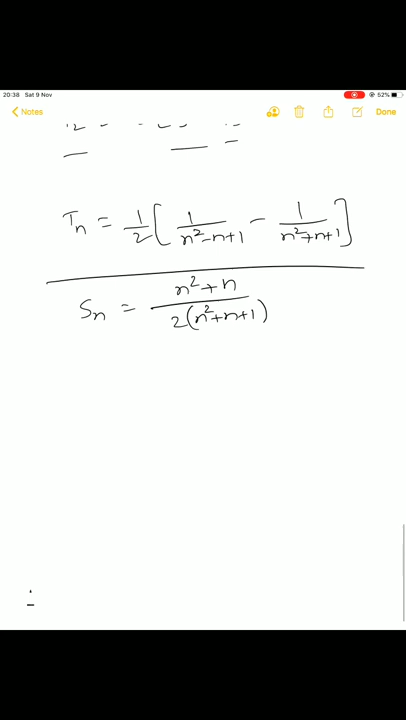 20:38 Sat 9 Nov 52%
Notes Done
Tn = 1/2 [ 1/(n²-n+1) - 1/(n²+n+1) ]
Sn = (n²+n)/(2(n²+n+1))